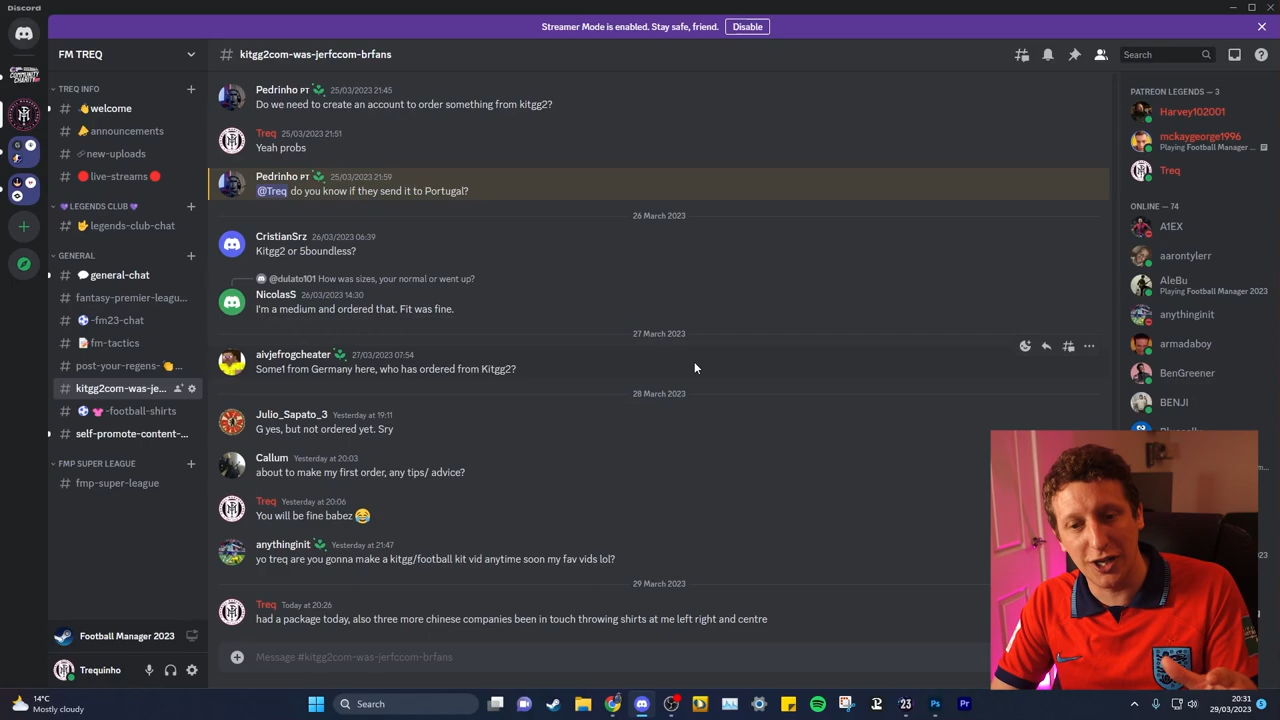 Discord
Streamer Mode is enabled. Stay safe, friend.
Disable
FM TREQ
kitgg2com-was-jerfccom-brfans
Search
TREQ INFO
welcome
announcements
new-uploads
live-streams
LEGENDS CLUB
legends-club-chat
GENERAL
general-chat
fantasy-premier-leagu...
-fm23-chat
fm-tactics
post-your-regens-
kitgg2com-was-je...
-football-shirts
self-promote-content-...
FMP SUPER LEAGUE
fmp-super-league
Football Manager 2023
Trequinho
Pedrinho PT 25/03/2023 21:45
Do we need to create an account to order something from kitgg2?
Treq 25/03/2023 21:51
Yeah probs
Pedrinho PT 25/03/2023 21:59
@Treq do you know if they send it to Portugal?
26 March 2023
CristianSrz 26/03/2023 06:39
Kitgg2 or 5boundless?
@dulato101 How was sizes, your normal or went up?
NicolasS 26/03/2023 14:30
I'm a medium and ordered that. Fit was fine.
27 March 2023
aivjefrogcheater 27/03/2023 07:54
Some1 from Germany here, who has ordered from Kitgg2?
28 March 2023
Julio_Sapato_3 Yesterday at 19:11
G yes, but not ordered yet. Sry
Callum Yesterday at 20:03
about to make my first order, any tips/ advice?
Treq Yesterday at 20:06
You will be fine babez
anythinginit Yesterday at 21:47
yo treq are you gonna make a kitgg/football kit vid anytime soon my fav vids lol?
29 March 2023
Treq Today at 20:26
had a package today, also three more chinese companies been in touch throwing shirts at me left right and centre
Message #kitgg2com-was-jerfccom-brfans
PATREON LEGENDS — 3
Harvey102001
mckaygeorge1996
Playing Football Manager ...
Treq
ONLINE — 74
A1EX
aarontylerr
AleBu
Playing Football Manager 2023
anythinginit
armadaboy
BenGreener
BENJI
14°C
Mostly cloudy
Search
20:31
29/03/2023